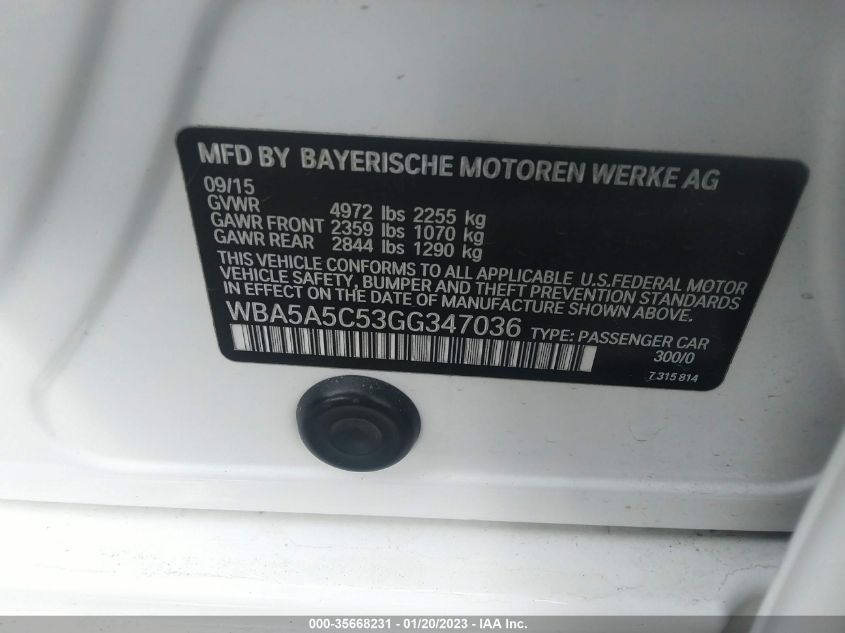 MFD BY BAYERISCHE MOTOREN WERKE AG
09/15
GVWR 4972 lbs 2255 kg
GAWR FRONT 2359 lbs 1070 kg
GAWR REAR 2844 lbs 1290 kg
THIS VEHICLE CONFORMS TO ALL APPLICABLE U.S.FEDERAL MOTOR
VEHICLE SAFETY, BUMPER AND THEFT PREVENTION STANDARDS
IN EFFECT ON THE DATE OF MANUFACTURE SHOWN ABOVE.
WBA5A5C53GG347036 TYPE: PASSENGER CAR
300/0
7 315 814
000-35668231 - 01/20/2023 - IAA Inc.